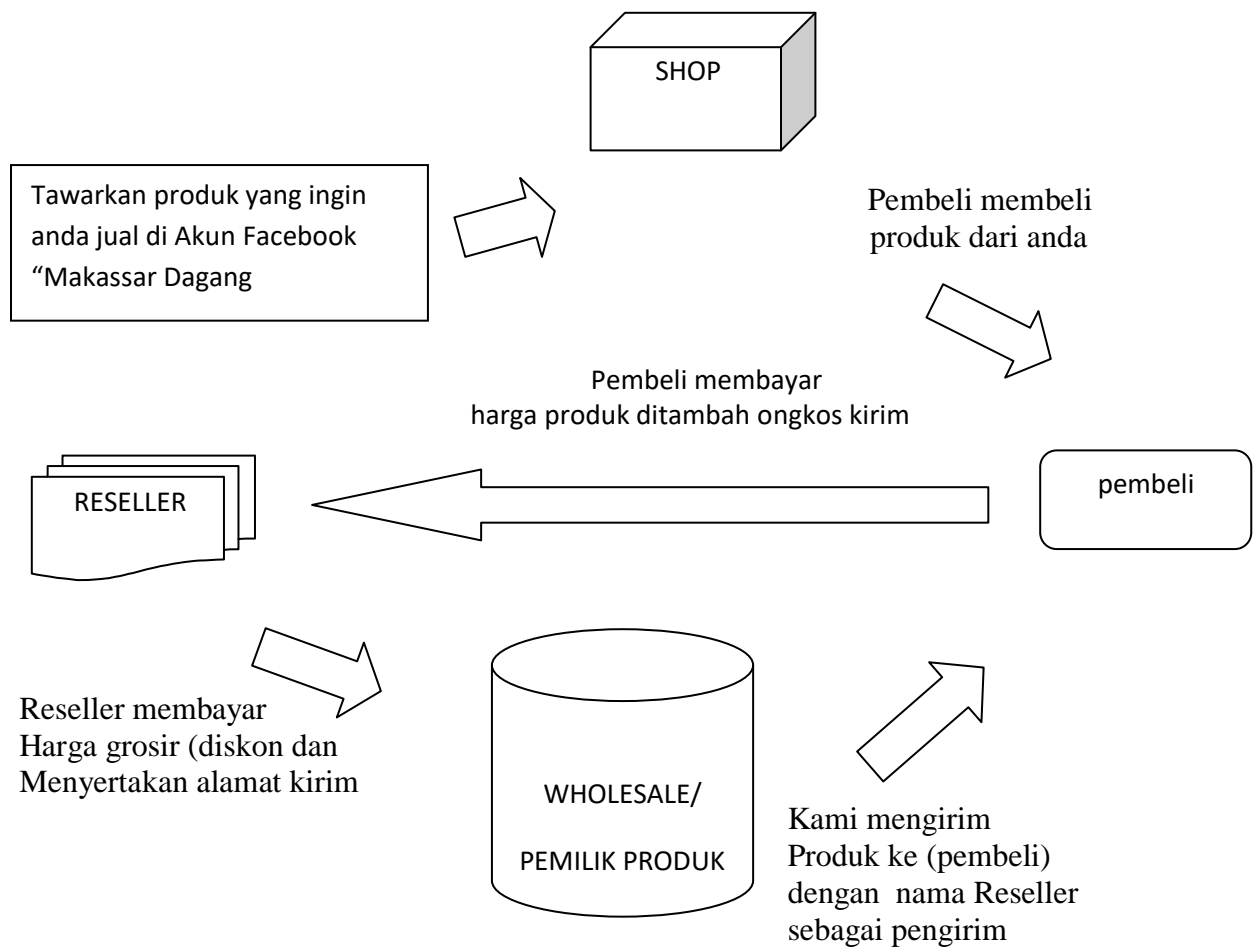 SHOP
Tawarkan produk yang ingin
anda jual di Akun Facebook
“Makassar Dagang
Pembeli membeli
produk dari anda
Pembeli membayar
harga produk ditambah ongkos kirim
RESELLER
pembeli
Reseller membayar
Harga grosir (diskon dan
Menyertakan alamat kirim
WHOLESALE/
PEMILIK PRODUK
Kami mengirim
Produk ke (pembeli)
dengan nama Reseller
sebagai pengirim